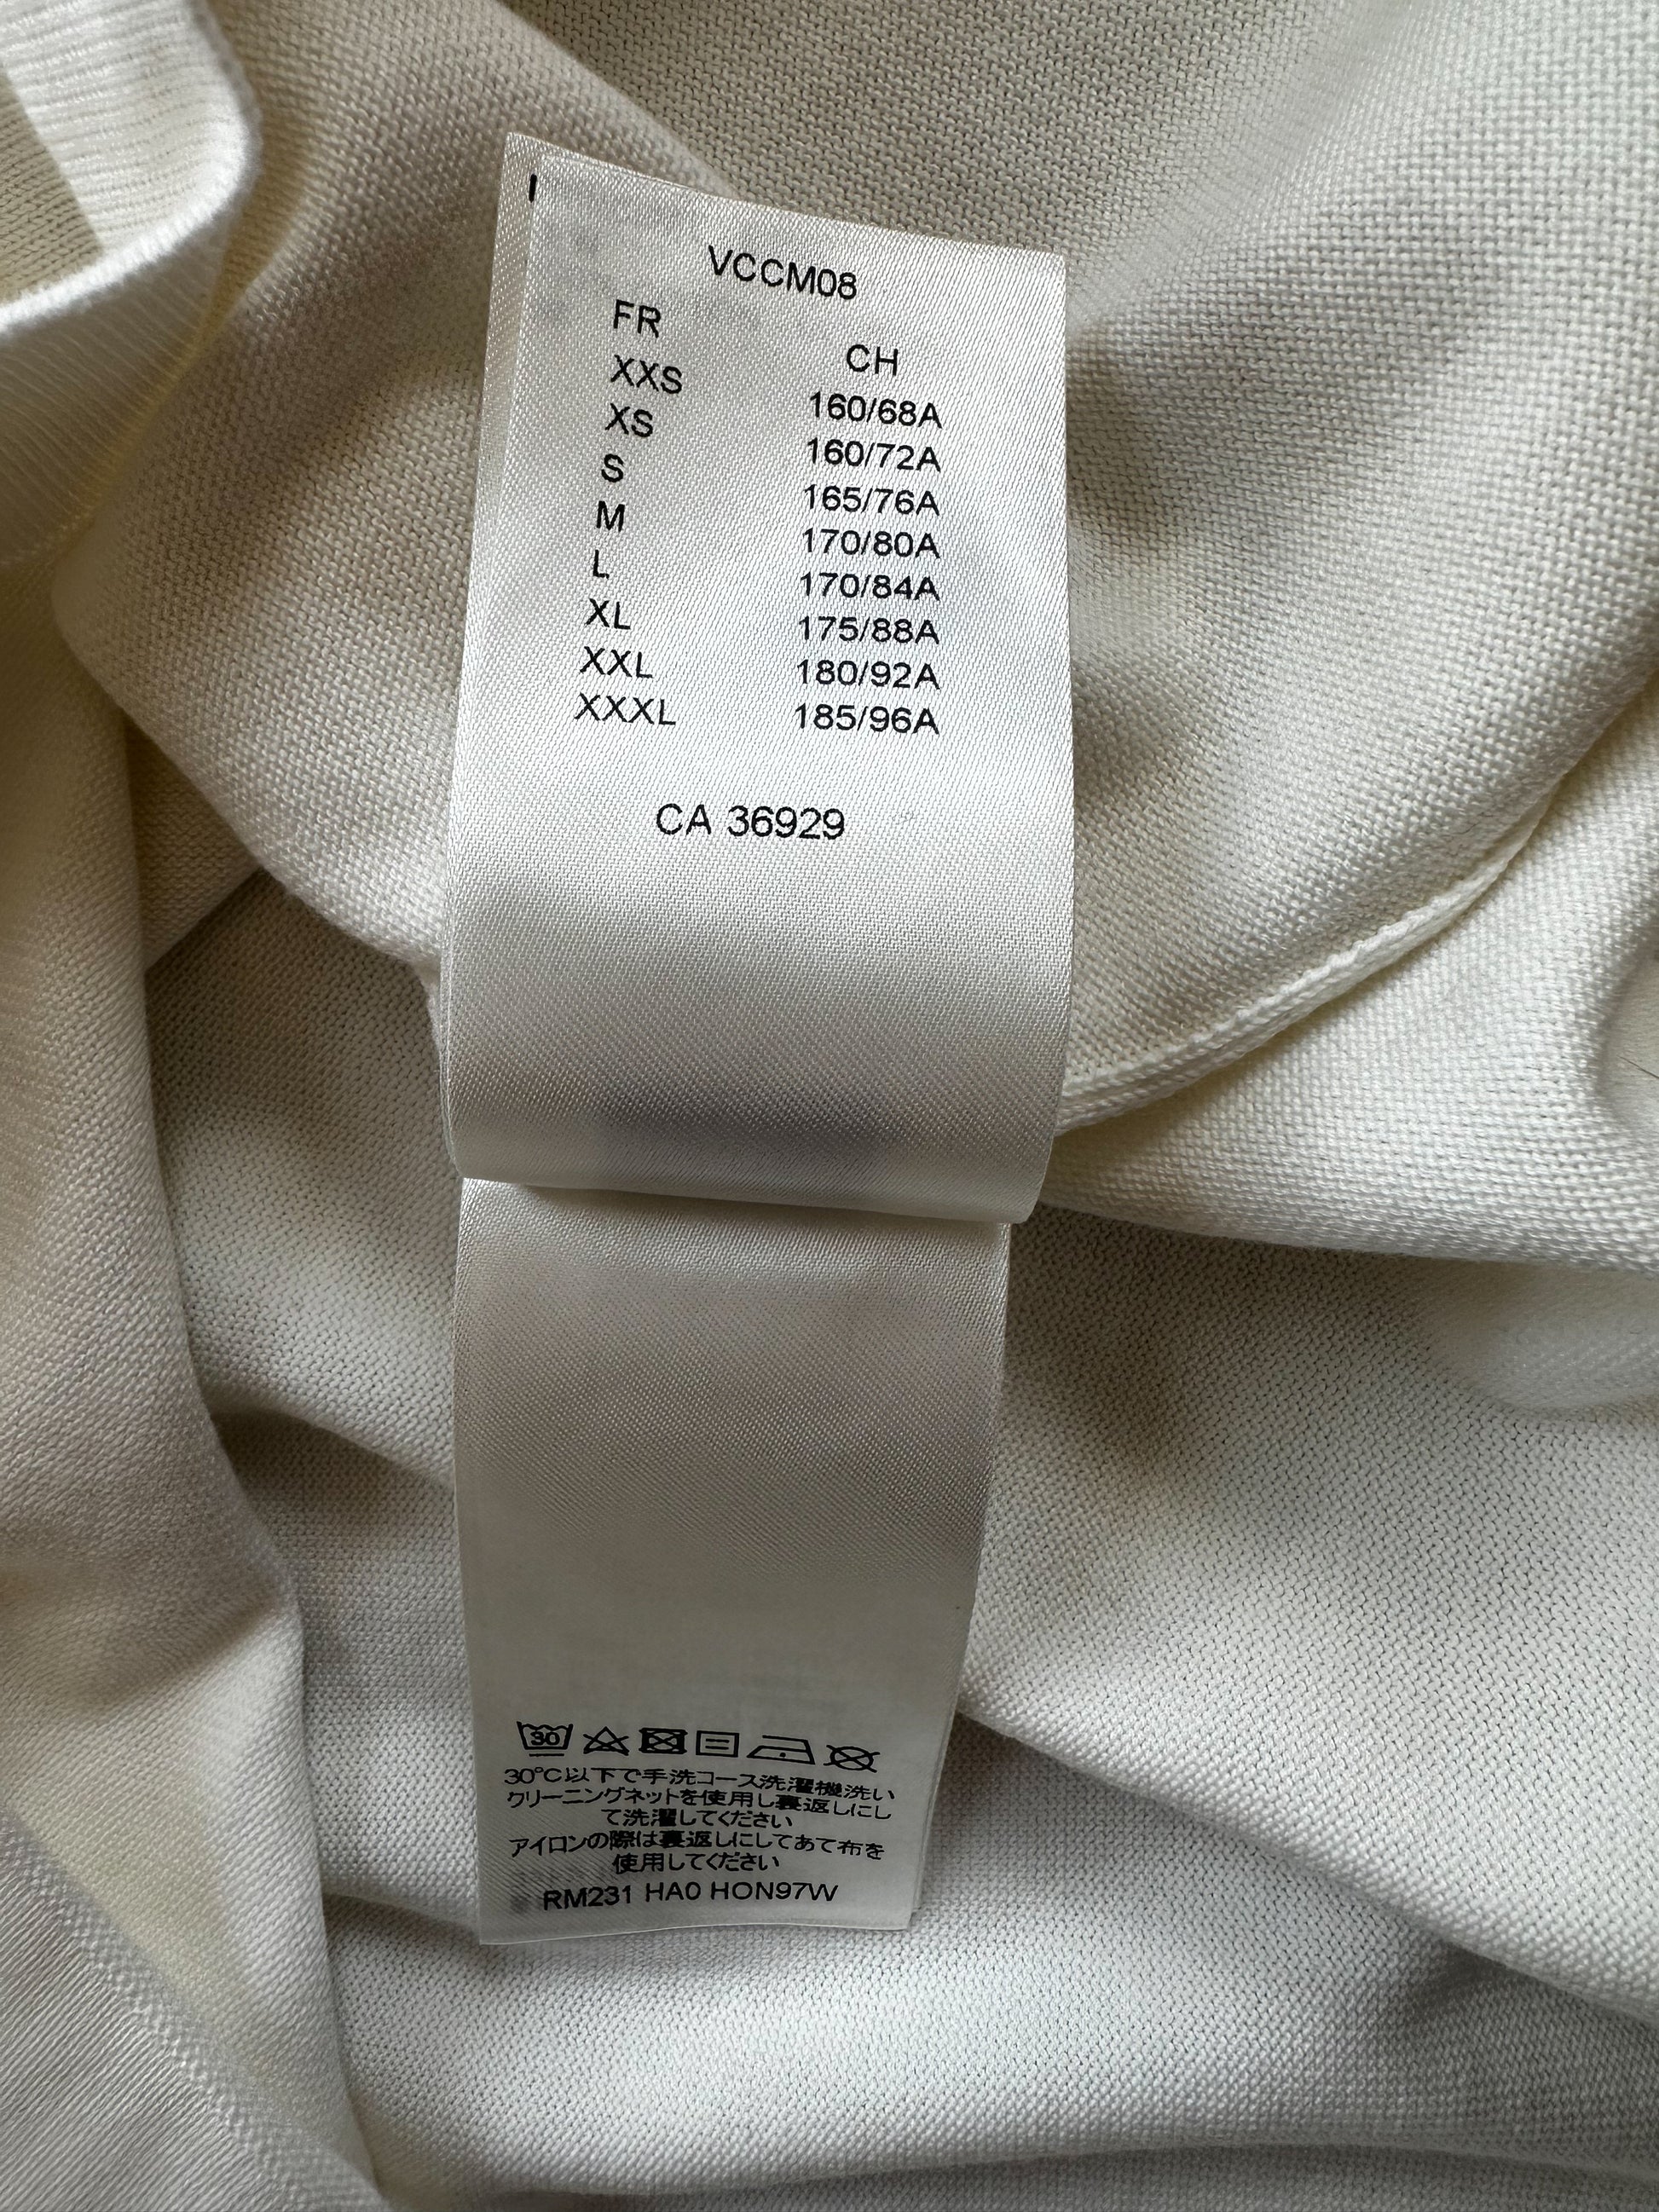 VCCM08
FR CH
XXS 160/68A
XS 160/72A
S 165/76A
M 170/80A
L 170/84A
XL 175/88A
XXL 180/92A
XXXL 185/96A
CA 36929
30
30℃以下で手洗コース洗濯機洗い
クリーニングネットを使用し裏返しにし
て洗濯してください
アイロンの際は裏返しにしてあて布を
使用してください
RM231 HA0 HON97W